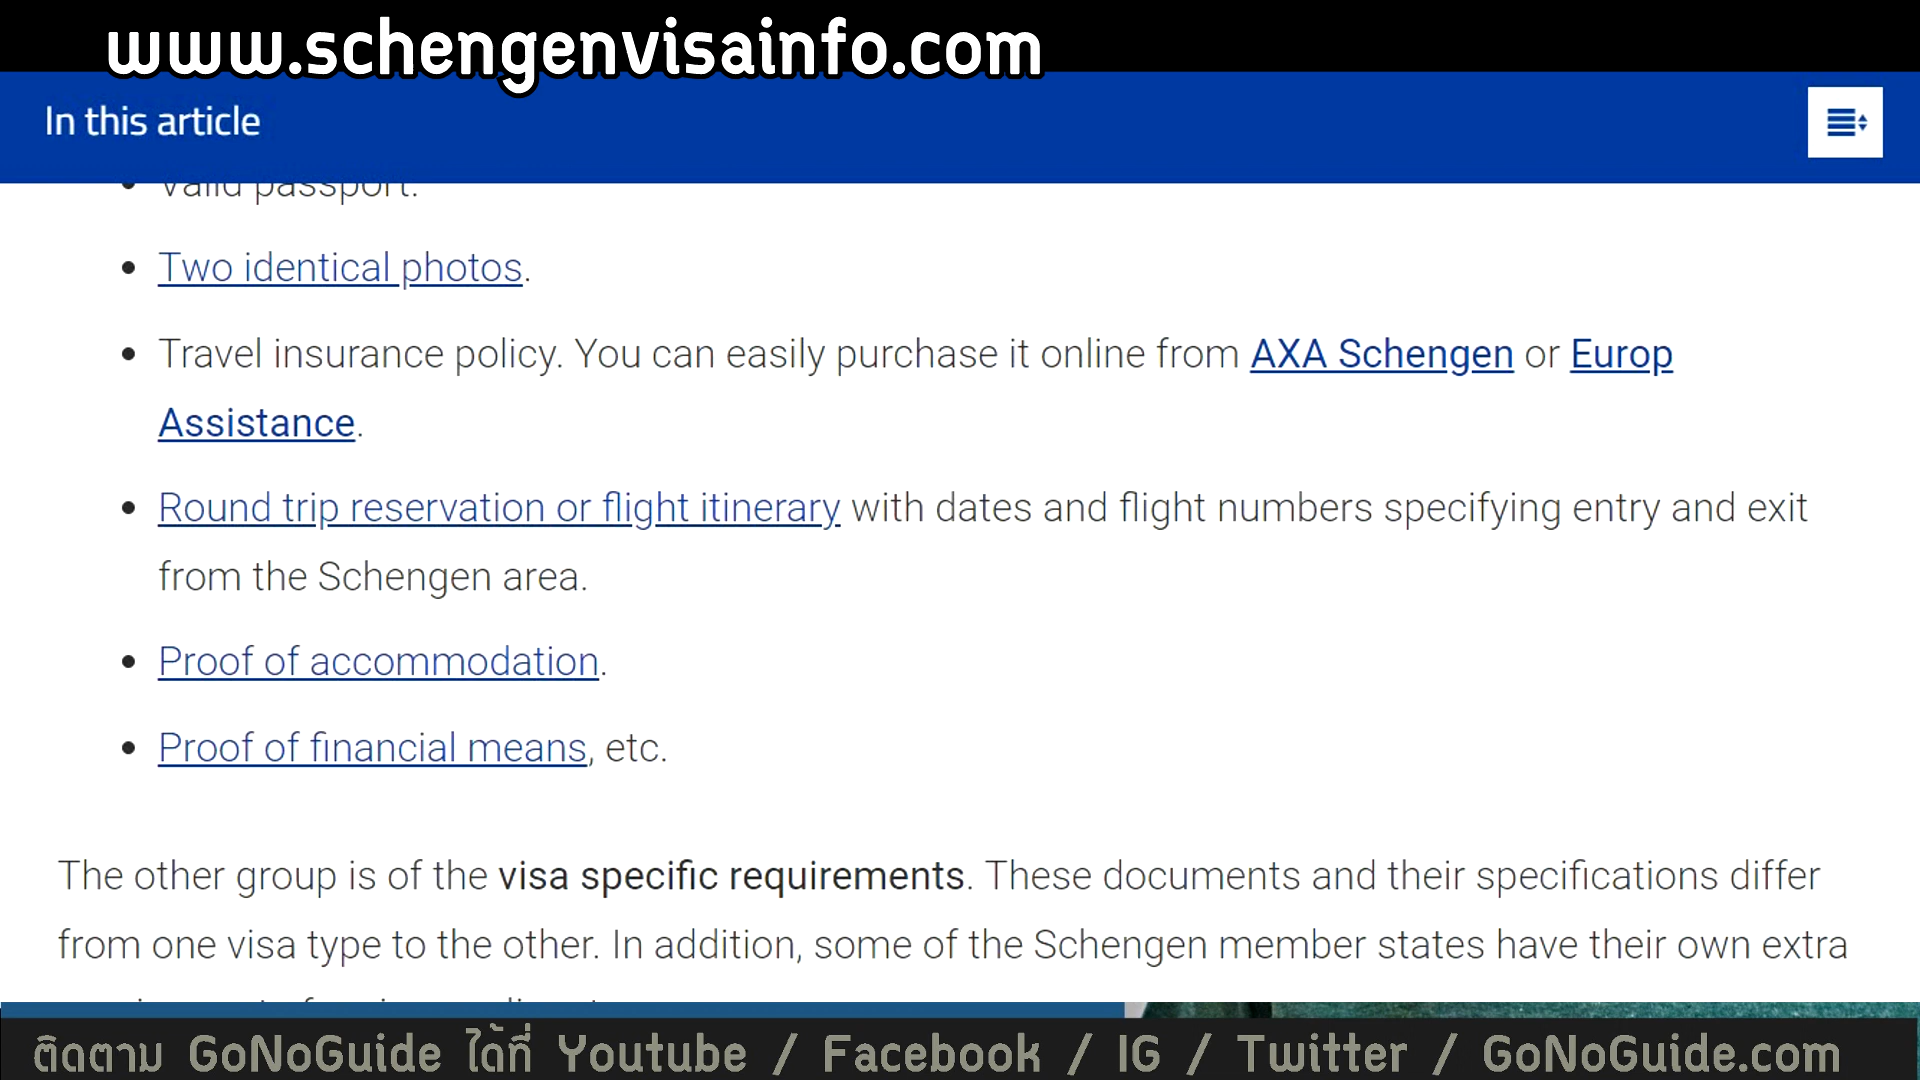 www.schengenvisainfo.com
In this article
Valid passport.
Two identical photos.
Travel insurance policy. You can easily purchase it online from AXA Schengen or Europ
Assistance.
Round trip reservation or flight itinerary with dates and flight numbers specifying entry and exit
from the Schengen area.
Proof of accommodation.
Proof of financial means, etc.
The other group is of the visa specific requirements. These documents and their specifications differ
from one visa type to the other. In addition, some of the Schengen member states have their own extra
ติดตาม GoNoGuide ได้ที่ Youtube / Facebook / IG / Twitter / GoNoGuide.com